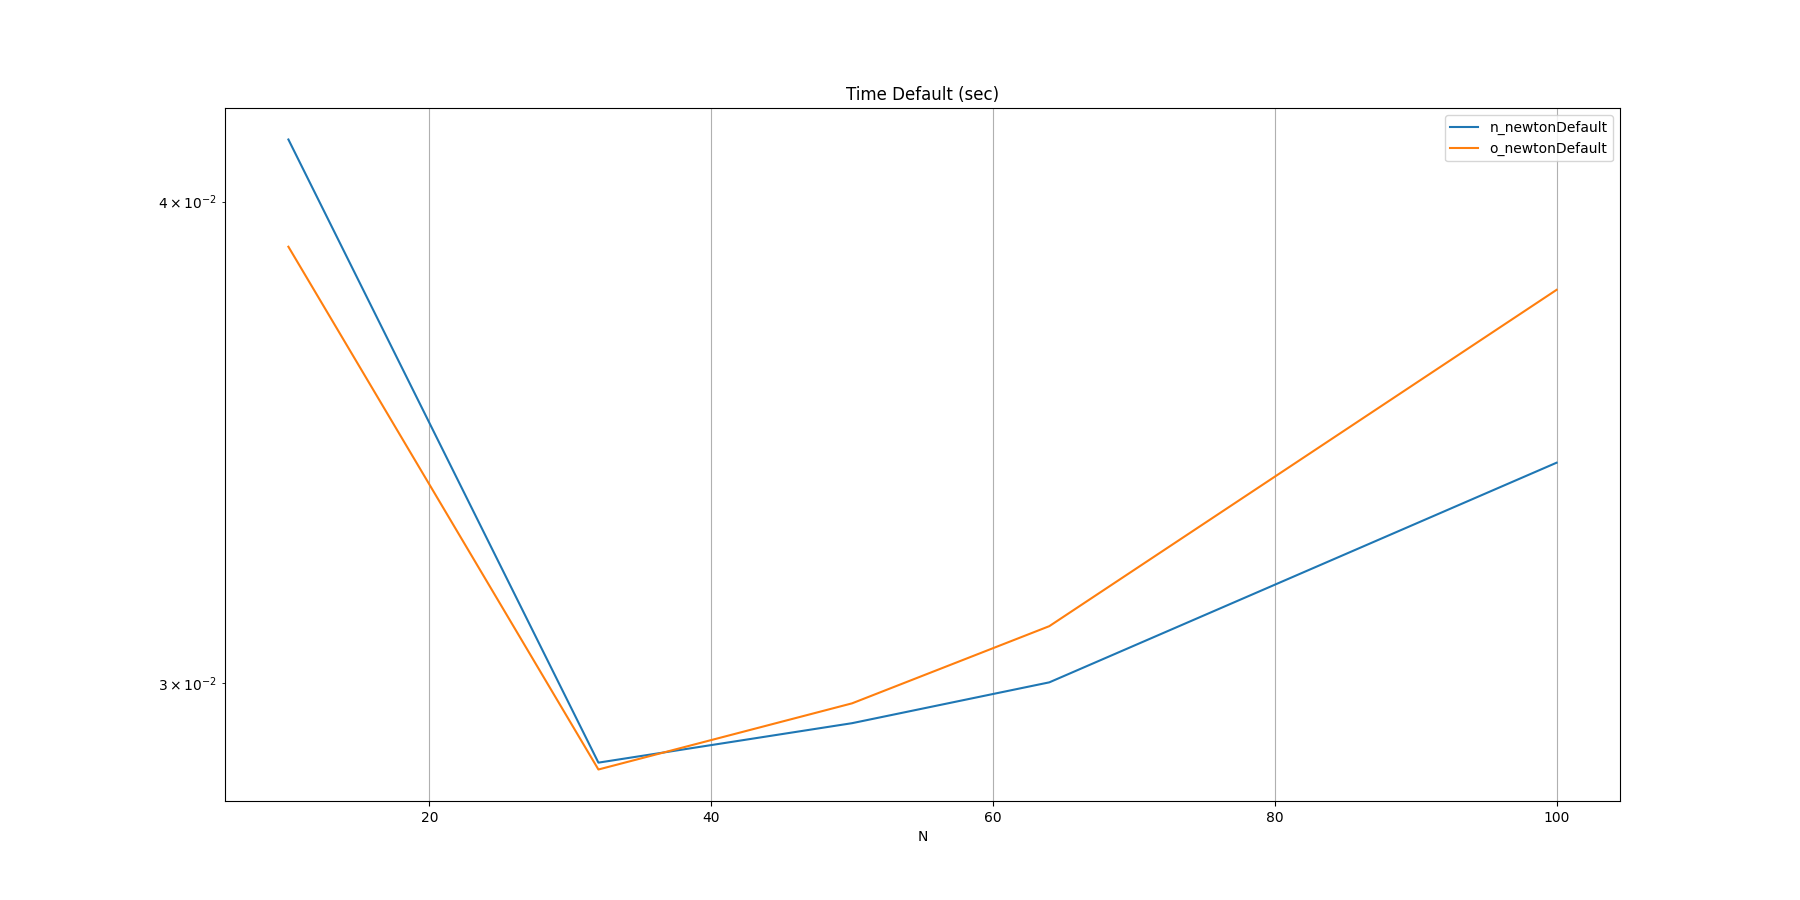 Time Default (sec)
n_newtonDefault
o_newtonDefault
4 × 10⁻²
3 × 10⁻²
20 40 60 80 100
N